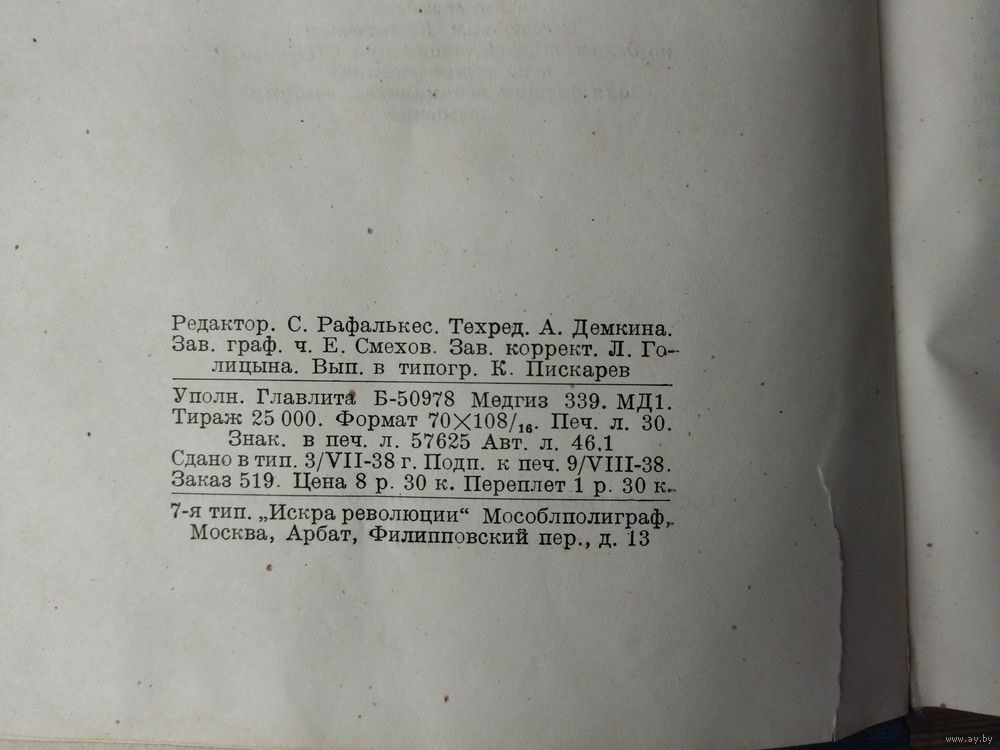 Редактор. С. Рафалькес. Техред. А. Демкина.
Зав. граф. ч. Е. Смехов. Зав. коррект. Л. Го-
лицына. Вып. в типогр. К. Пискарев
Уполн. Главлита Б-50978 Медгиз 339. МД1.
Тираж 25 000. Формат 70×108/₁₆. Печ. л. 30.
Знак. в печ. л. 57625 Авт. л. 46,1
Сдано в тип. 3/VII-38 г. Подп. к печ. 9/VIII-38.
Заказ 519. Цена 8 р. 30 к. Переплет 1 р. 30 к.
7-я тип. „Искра революции“ Мособлполиграф,
Москва, Арбат, Филипповский пер., д. 13
www.ay.by